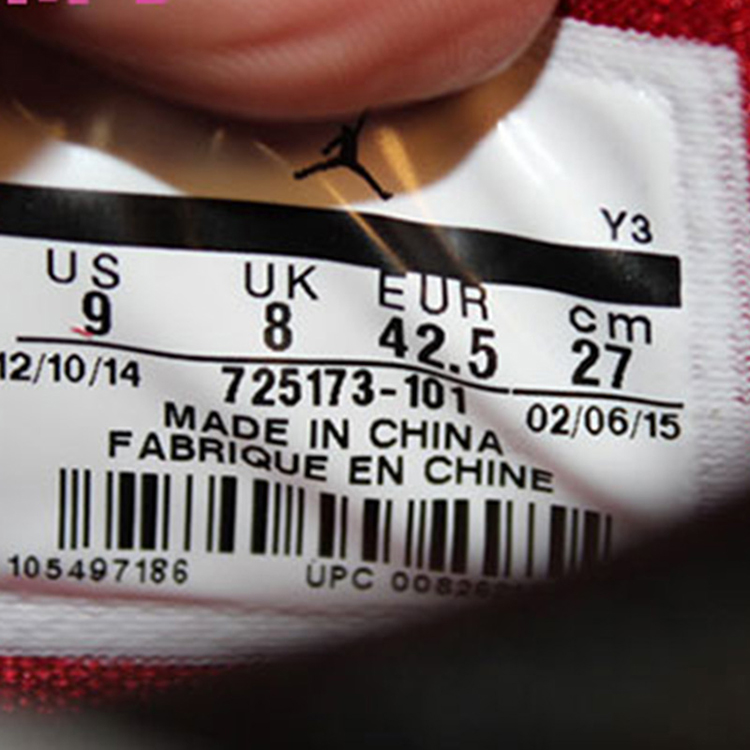 Y3
US UK EUR cm
9 8 42.5 27
12/10/14 725173-101 02/06/15
MADE IN CHINA
FABRIQUE EN CHINE
105497186 UPC